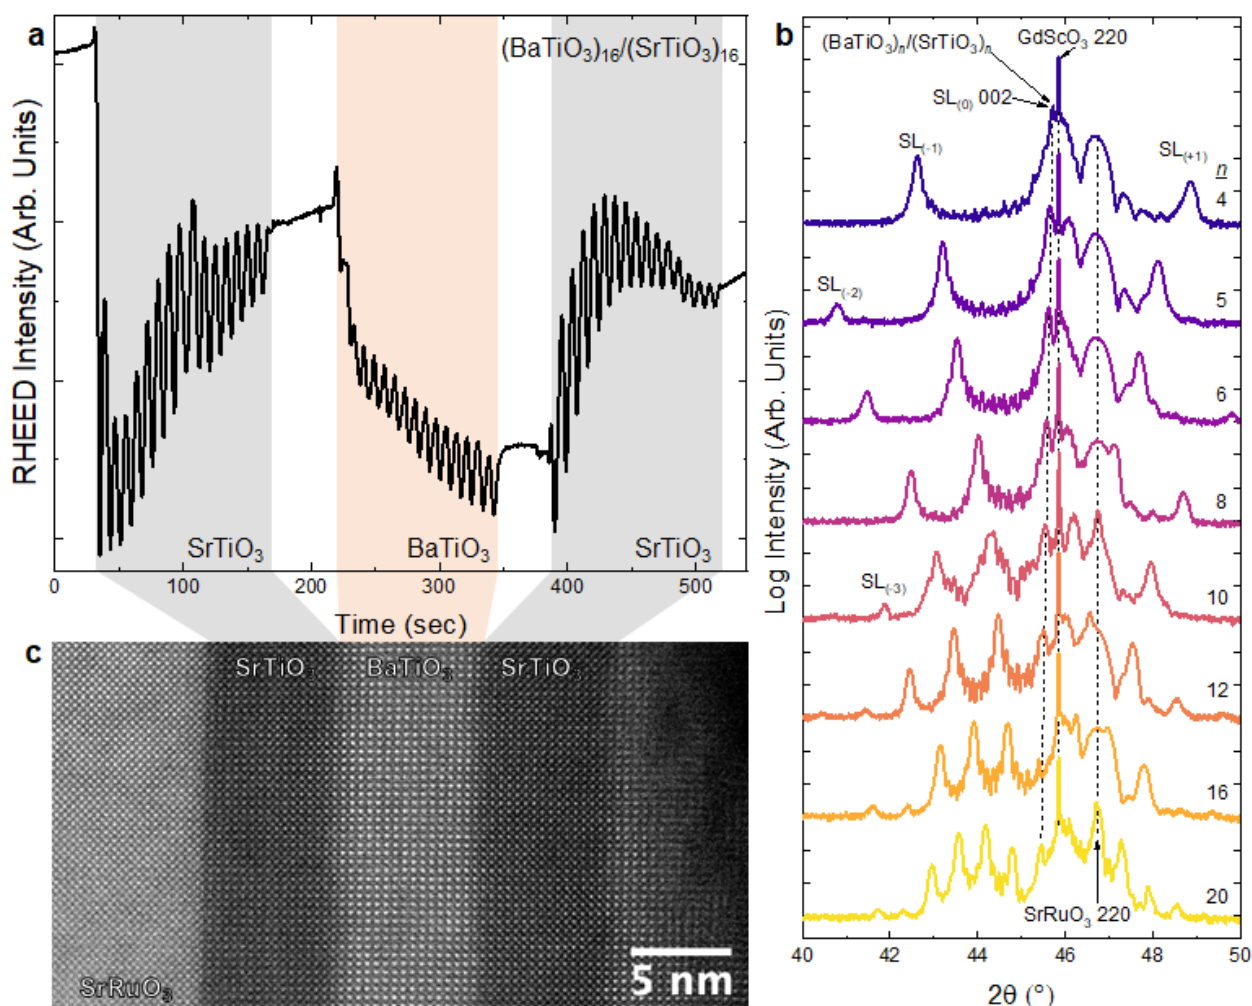 a
(BaTiO₃)₁₆/(SrTiO₃)₁₆
RHEED Intensity (Arb. Units)
SrTiO₃
BaTiO₃
SrTiO₃
0
100
200
300
400
500
Time (sec)
b
GdScO₃ 220
(BaTiO₃)ₙ/(SrTiO₃)ₙ
SL₍₀₎ 002
SL₍₋₁₎
SL₍₊₁₎
n
4
SL₍₋₂₎
5
6
8
SL₍₋₃₎
10
12
16
20
SrRuO₃ 220
Log Intensity (Arb. Units)
40
42
44
46
48
50
2θ (°)
c
SrTiO₃
BaTiO₃
SrTiO₃
SrRuO₃
5 nm